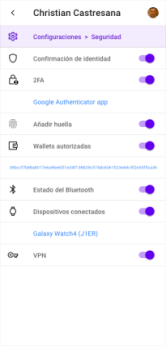 Christian Castresana
Configuraciones > Seguridad
Confirmación de identidad
2FA
Google Authenticator app
Añadir huella
Wallets autorizadas
Estado del Bluetooth
Dispositivos conectados
Galaxy Watch4 (J1ER)
VPN